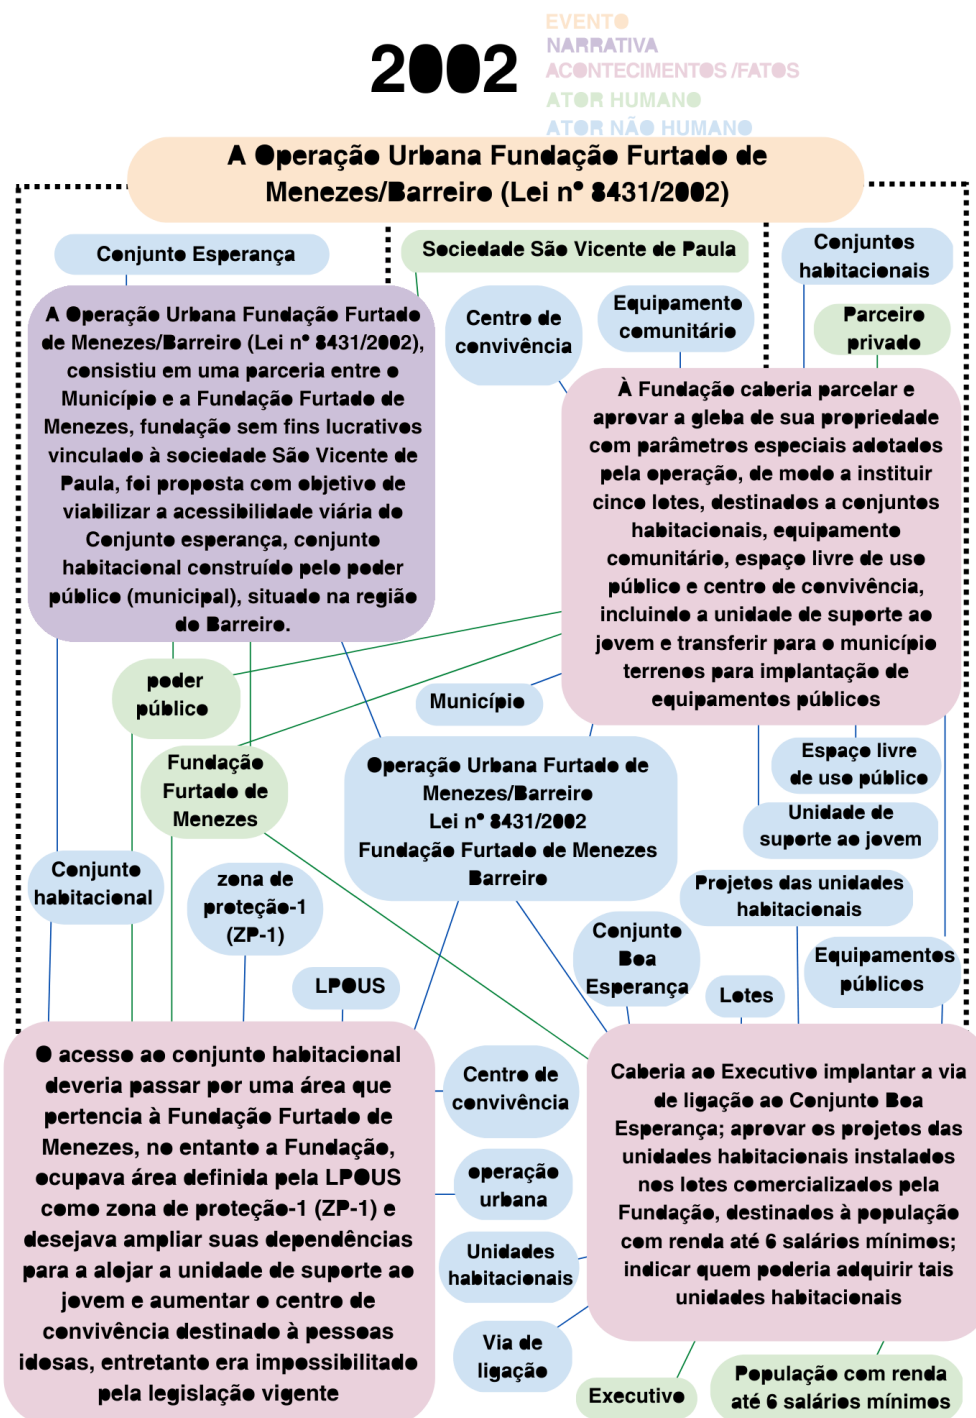 2002
EVENTO
NARRATIVA
ACONTECIMENTOS /FATOS
ATOR HUMANO
ATOR NÃO HUMANO
A Operação Urbana Fundação Furtado de
Menezes/Barreiro (Lei nº 8431/2002)
Conjunto Esperança
Sociedade São Vicente de Paula
Conjuntos
habitacionais
Centro de
convivência
Equipamento
comunitário
Parceiro
privado
A Operação Urbana Fundação Furtado
de Menezes/Barreiro (Lei nº 8431/2002),
consistiu em uma parceria entre o
Município e a Fundação Furtado de
Menezes, fundação sem fins lucrativos
vinculado à sociedade São Vicente de
Paula, foi proposta com objetivo de
viabilizar a acessibilidade viária do
Conjunto esperança, conjunto
habitacional construído pelo poder
público (municipal), situado na região
do Barreiro.
À Fundação caberia parcelar e
aprovar a gleba de sua propriedade
com parâmetros especiais adotados
pela operação, de modo a instituir
cinco lotes, destinados a conjuntos
habitacionais, equipamento
comunitário, espaço livre de uso
público e centro de convivência,
incluindo a unidade de suporte ao
jovem e transferir para o município
terrenos para implantação de
equipamentos públicos
poder
público
Município
Fundação
Furtado de
Menezes
Operação Urbana Furtado de
Menezes/Barreiro
Lei nº 8431/2002
Fundação Furtado de Menezes
Barreiro
Espaço livre
de uso público
Unidade de
suporte ao jovem
Conjunto
habitacional
zona de
proteção-1
(ZP-1)
Projetos das unidades
habitacionais
Conjunto
Boa
Esperança
Equipamentos
públicos
LPOUS
Lotes
O acesso ao conjunto habitacional
deveria passar por uma área que
pertencia à Fundação Furtado de
Menezes, no entanto a Fundação,
ocupava área definida pela LPOUS
como zona de proteção-1 (ZP-1) e
desejava ampliar suas dependências
para a alojar a unidade de suporte ao
jovem e aumentar o centro de
convivência destinado à pessoas
idosas, entretanto era impossibilitado
pela legislação vigente
Centro de
convivência
operação
urbana
Unidades
habitacionais
Via de
ligação
Caberia ao Executivo implantar a via
de ligação ao Conjunto Boa
Esperança; aprovar os projetos das
unidades habitacionais instalados
nos lotes comercializados pela
Fundação, destinados à população
com renda até 6 salários mínimos;
indicar quem poderia adquirir tais
unidades habitacionais
Executivo
População com renda
até 6 salários mínimos